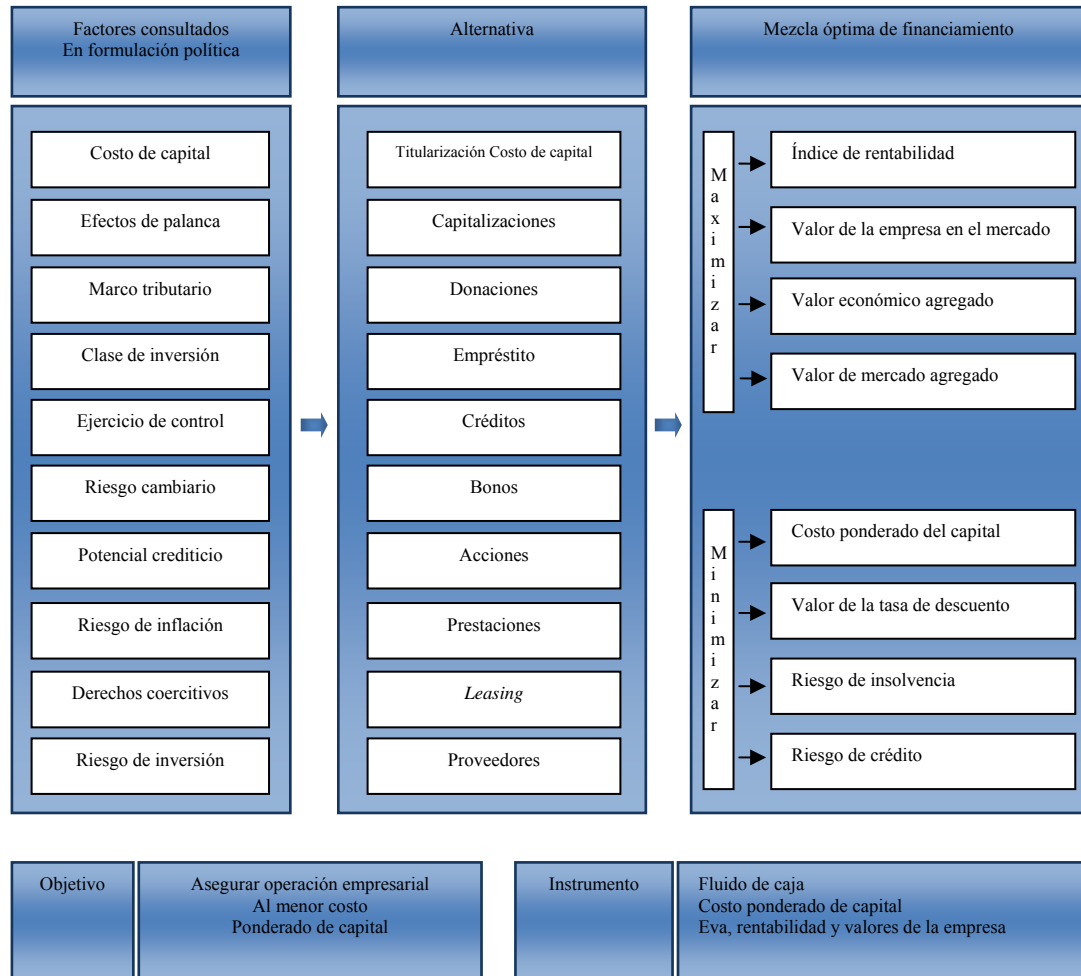 Factores consultados
En formulación política
Alternativa
Mezcla óptima de financiamiento
Costo de capital
Efectos de palanca
Marco tributario
Clase de inversión
Ejercicio de control
Riesgo cambiario
Potencial crediticio
Riesgo de inflación
Derechos coercitivos
Riesgo de inversión
Titularización Costo de capital
Capitalizaciones
Donaciones
Empréstito
Créditos
Bonos
Acciones
Prestaciones
Leasing
Proveedores
Maximizar
Índice de rentabilidad
Valor de la empresa en el mercado
Valor económico agregado
Valor de mercado agregado
Minimizar
Costo ponderado del capital
Valor de la tasa de descuento
Riesgo de insolvencia
Riesgo de crédito
Objetivo
Asegurar operación empresarial
Al menor costo
Ponderado de capital
Instrumento
Fluido de caja
Costo ponderado de capital
Eva, rentabilidad y valores de la empresa